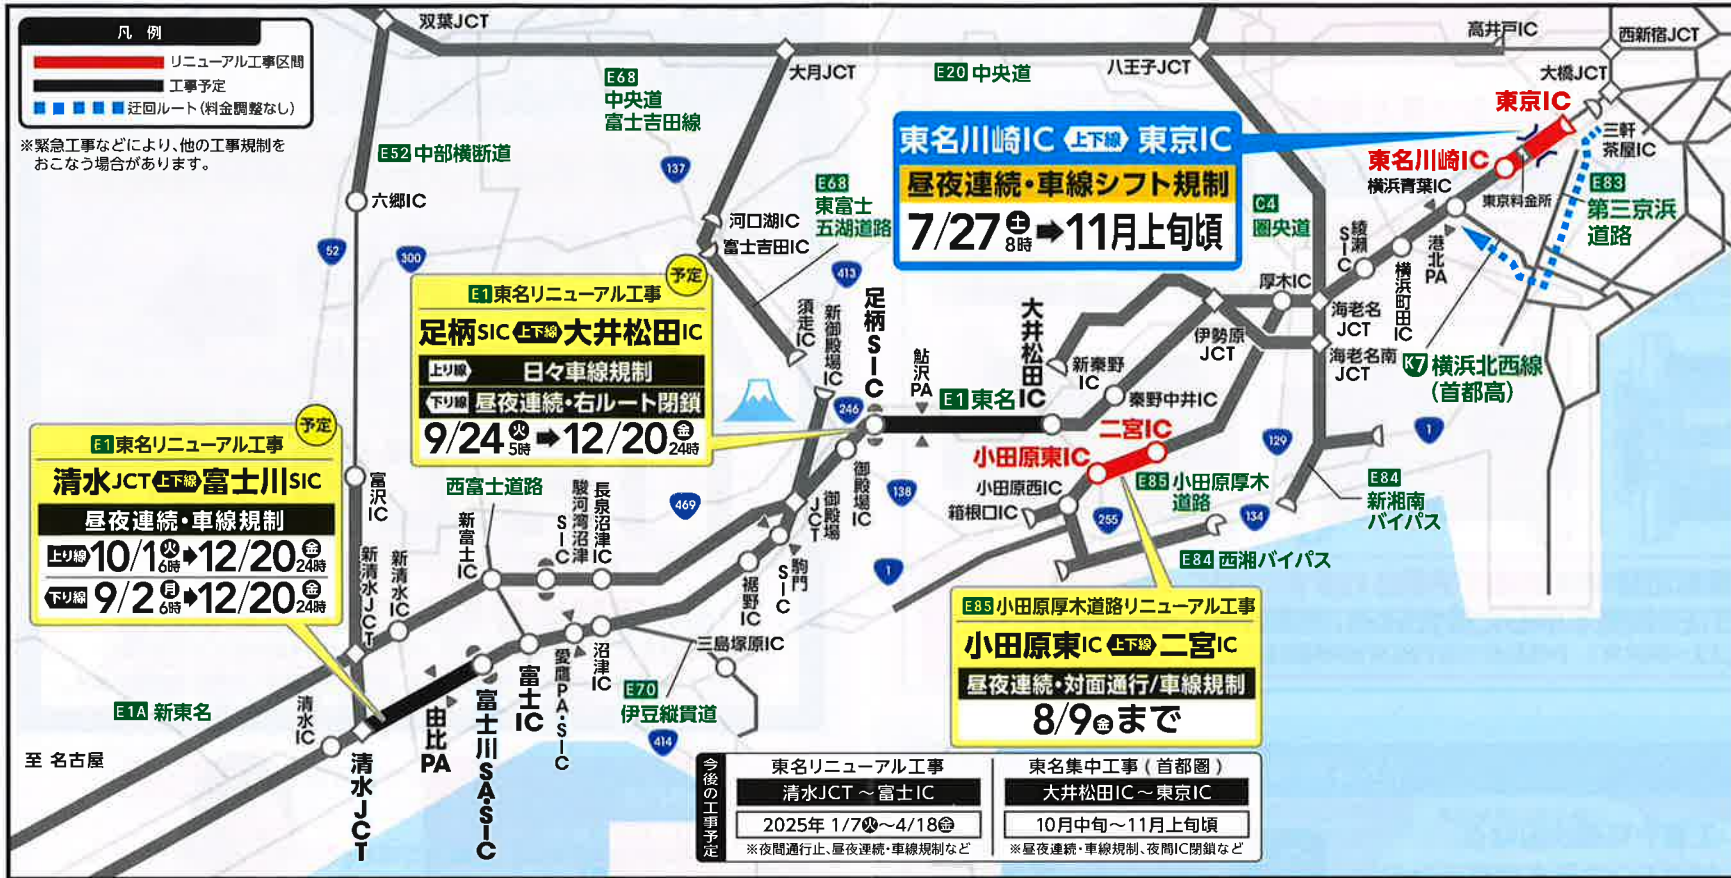 凡 例
リニューアル工事区間
工事予定
迂回ルート(料金調整なし)
※緊急工事などにより、他の工事規制を
おこなう場合があります。
双葉JCT
大月JCT
E20 中央道
八王子JCT
高井戸IC
西新宿JCT
大橋JCT
E68
中央道
富士吉田線
137
E52 中部横断道
六郷IC
52
300
河口湖IC
富士吉田IC
E68
東富士
五湖道路
413
須走IC
新御殿場IC
東名川崎IC 上下線 東京IC
昼夜連続・車線シフト規制
7/27 土 8時 ➡ 11月上旬頃
C4
圏央道
東京IC
東名川崎IC
三軒
茶屋IC
横浜青葉IC
東京料金所
E83
第三京浜
道路
港北PA
綾瀬SIC
横浜町田IC
厚木IC
海老名
JCT
海老名南
JCT
伊勢原
JCT
K7 横浜北西線
(首都高)
予定
E1 東名リニューアル工事
足柄SIC 上下線 大井松田IC
上り線 日々車線規制
下り線 昼夜連続・右ルート閉鎖
9/24 火 5時 ➡ 12/20 金 24時
246
足柄SIC
鮎沢PA
E1 東名
大井松田IC
新秦野
IC
秦野中井IC
二宮IC
小田原東IC
小田原西IC
箱根口IC
E85 小田原厚木
道路
129
1
E84
新湘南
バイパス
134
255
E84 西湘バイパス
予定
E1 東名リニューアル工事
清水JCT 上下線 富士川SIC
昼夜連続・車線規制
上り線 10/1 火 6時 ➡ 12/20 金 24時
下り線 9/2 月 6時 ➡ 12/20 金 24時
富沢IC
新清水JCT
新清水IC
西富士道路
新富士IC
駿河湾沼津SIC
長泉沼津IC
469
御殿場JCT
御殿場IC
138
駒門SIC
裾野IC
1
三島塚原IC
E70
伊豆縦貫道
414
沼津IC
愛鷹PA・SIC
富士IC
富士川SA・SIC
由比PA
清水JCT
清水IC
E1A 新東名
至 名古屋
E85 小田原厚木道路リニューアル工事
小田原東IC 上下線 二宮IC
昼夜連続・対面通行/車線規制
8/9 金 まで
今後の工事予定
東名リニューアル工事
清水JCT～富士IC
2025年 1/7火～4/18金
※夜間通行止、昼夜連続・車線規制など
東名集中工事(首都圏)
大井松田IC～東京IC
10月中旬～11月上旬頃
※昼夜連続・車線規制、夜間IC閉鎖など